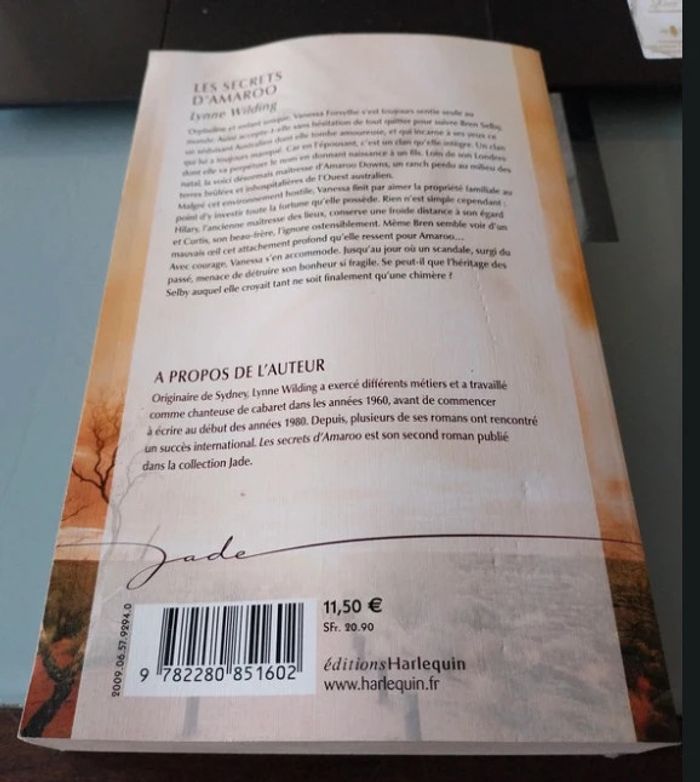 LES SECRETS
D'AMAROO
Lynne Wilding
Orpheline et enfant unique, Vanessa Forsythe s'est toujours sentie seule au
monde. Aussi accepte-t-elle sans hésitation de tout quitter pour suivre Bren Selby,
un séduisant Australien dont elle tombe amoureuse, et qui incarne à ses yeux ce
qui lui a toujours manqué. Car en l'épousant, c'est un clan qu'elle intègre. Un clan
dont elle va perpétuer le nom en donnant naissance à un fils. Loin de son Londres
natal, la voici désormais maîtresse d'Amaroo Downs, un ranch perdu au milieu des
terres brûlées et inhospitalières de l'Ouest australien.
Malgré cet environnement hostile, Vanessa finit par aimer la propriété familiale au
point d'y investir toute la fortune qu'elle possède. Rien n'est simple cependant :
Hilary, l'ancienne maîtresse des lieux, conserve une froide distance à son égard
et Curtis, son beau-frère, l'ignore ostensiblement. Même Bren semble voir d'un
mauvais œil cet attachement profond qu'elle ressent pour Amaroo...
Avec courage, Vanessa s'en accommode. Jusqu'au jour où un scandale, surgi du
passé, menace de détruire son bonheur si fragile. Se peut-il que l'héritage des
Selby auquel elle croyait tant ne soit finalement qu'une chimère ?
A PROPOS DE L'AUTEUR
Originaire de Sydney, Lynne Wilding a exercé différents métiers et a travaillé
comme chanteuse de cabaret dans les années 1960, avant de commencer
à écrire au début des années 1980. Depuis, plusieurs de ses romans ont rencontré
un succès international. Les secrets d'Amaroo est son second roman publié
dans la collection Jade.
Jade
2009.06.57.9294.0
9 782280 851602
11,50 €
SFr. 20.90
éditionsHarlequin
www.harlequin.fr